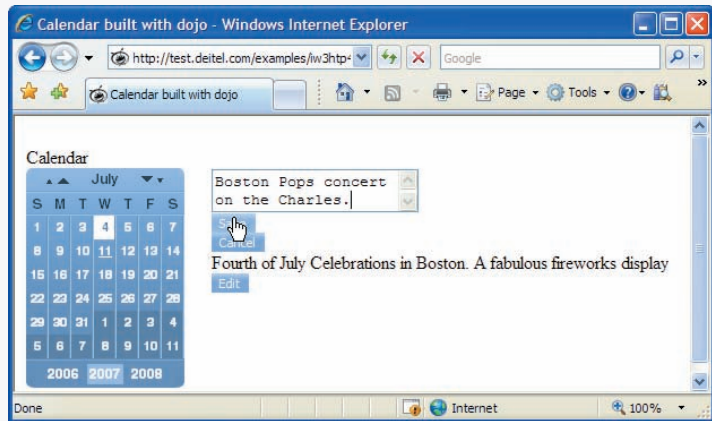 Calendar built with dojo - Windows Internet Explorer
http://test.deitel.com/examples/iw3htp Google
Calendar built with dojo Page Tools »
Calendar
July
S M T W T F S
1 2 3 4 5 6 7
8 9 10 11 12 13 14
15 16 17 18 19 20 21
22 23 24 25 26 27 28
29 30 31 1 2 3 4
5 6 7 8 9 10 11
2006 2007 2008
Boston Pops concert
on the Charles.
Cancel
Fourth of July Celebrations in Boston. A fabulous fireworks display
Edit
Done Internet 100%